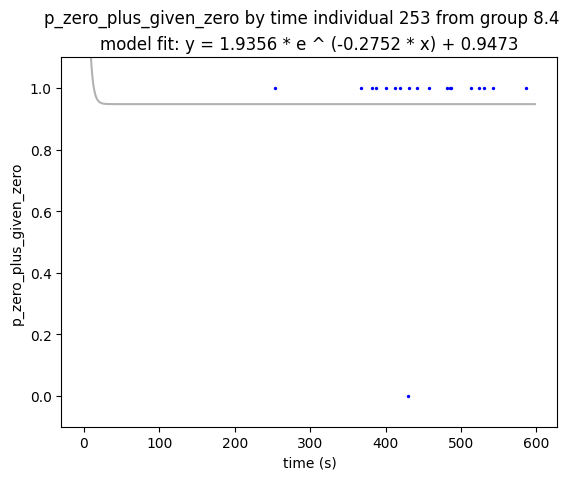 p_zero_plus_given_zero by time individual 253 from group 8.4
model fit: y = 1.9356 * e ^ (-0.2752 * x) + 0.9473
1.0
0.8
0.6
0.4
0.2
0.0
p_zero_plus_given_zero
0 100 200 300 400 500 600
time (s)